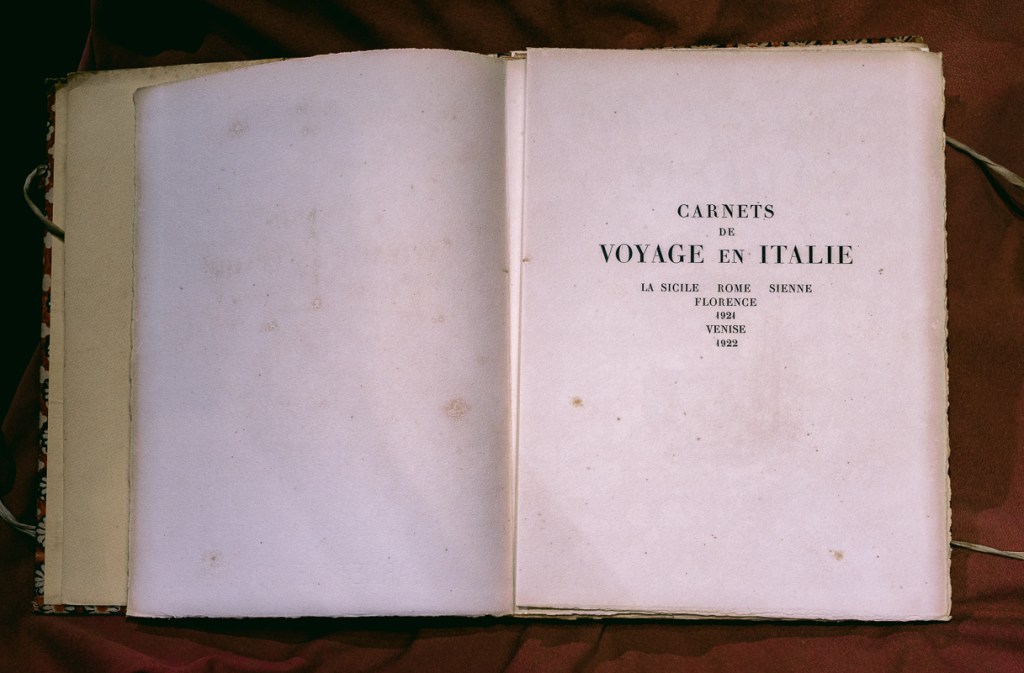 CARNETS
DE
VOYAGE EN ITALIE
LA SICILE ROME SIENNE
FLORENCE
1921
VENISE
1922